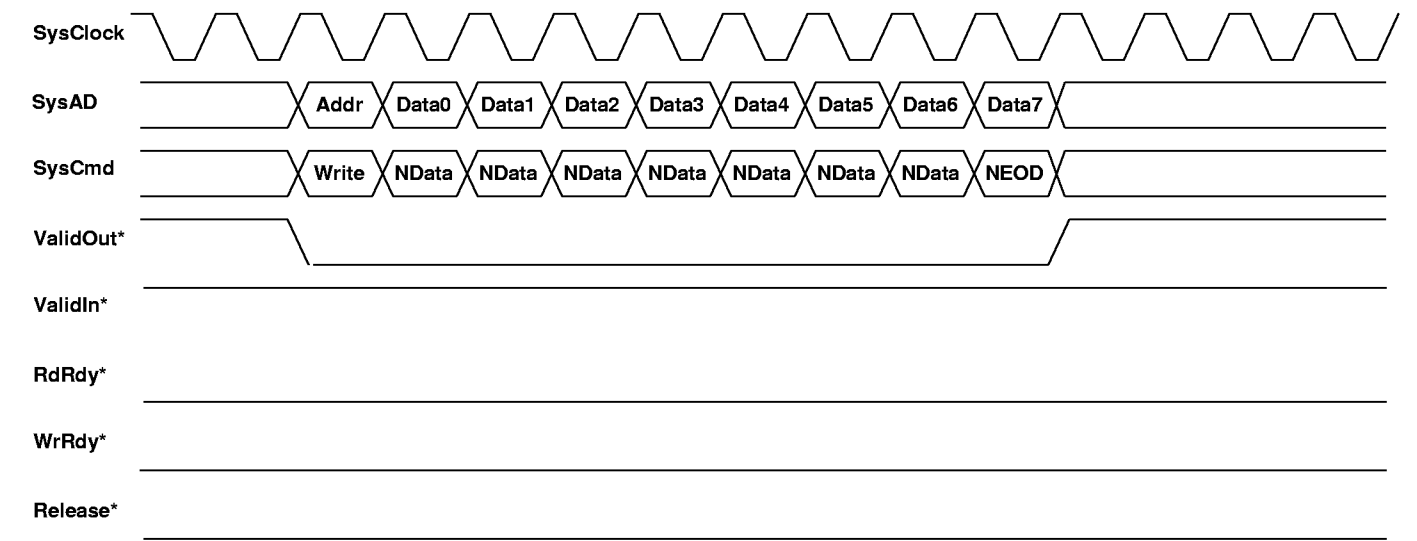 SysClock
SysAD Addr Data0 Data1 Data2 Data3 Data4 Data5 Data6 Data7
SysCmd Write NData NData NData NData NData NData NData NEOD
ValidOut*
ValidIn*
RdRdy*
WrRdy*
Release*